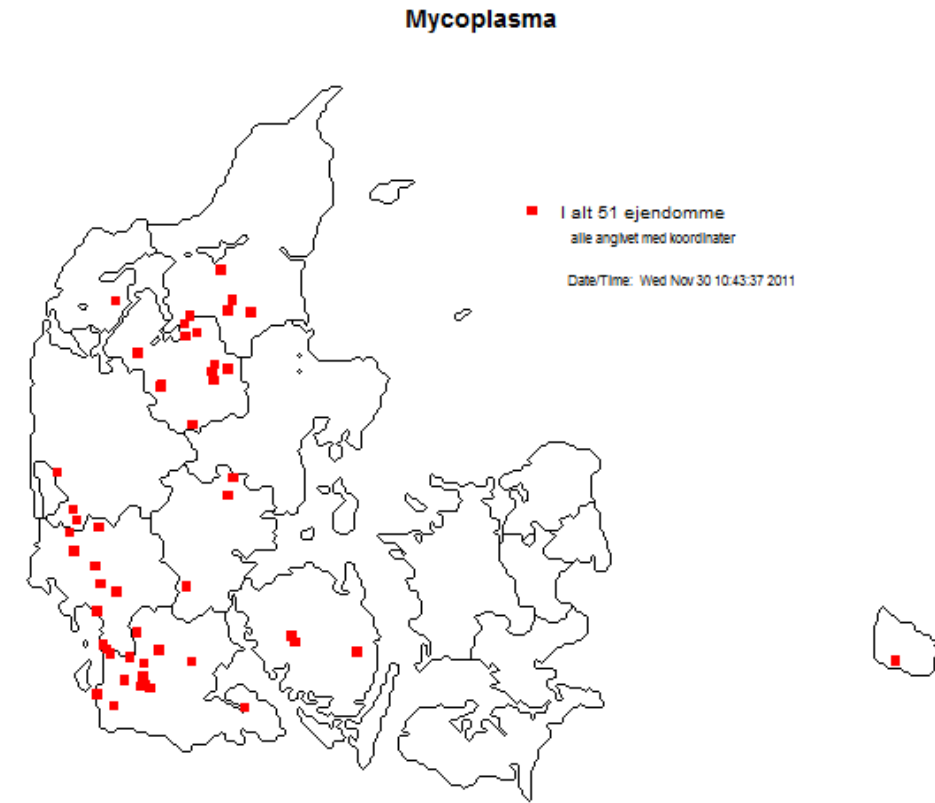 Mycoplasma
I alt 51 ejendomme
alle angivet med koordinater
Date/Time: Wed Nov 30 10:43:37 2011